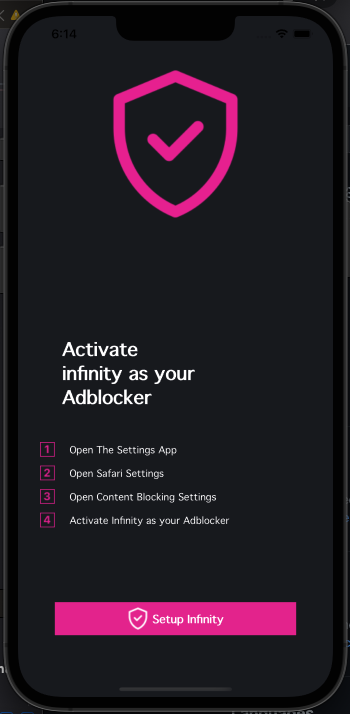 6:14
Activate
infinity as your
Adblocker
1 Open The Settings App
2 Open Safari Settings
3 Open Content Blocking Settings
4 Activate Infinity as your Adblocker
Setup Infinity